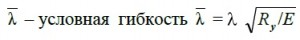 λ̅ – условная гибкость λ̅ = λ √R_y/E